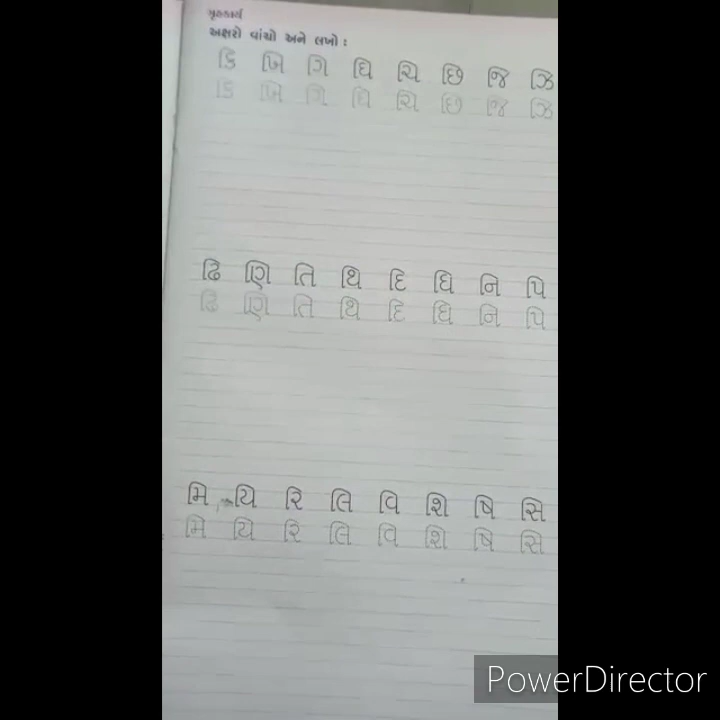 ગૃહકાર્ય
અક્ષરો વાંચો અને લખો :
કિ ખિ ગિ ઘિ ચિ છિ જિ ઝિ
કિ ખિ ગિ ઘિ ચિ છિ જિ ઝિ
ઢિ ણિ તિ થિ દિ ધિ નિ પિ
ઢિ ણિ તિ થિ દિ ધિ નિ પિ
મિ યિ રિ લિ વિ શિ ષિ સિ
મિ યિ રિ લિ વિ શિ ષિ સિ
PowerDirector